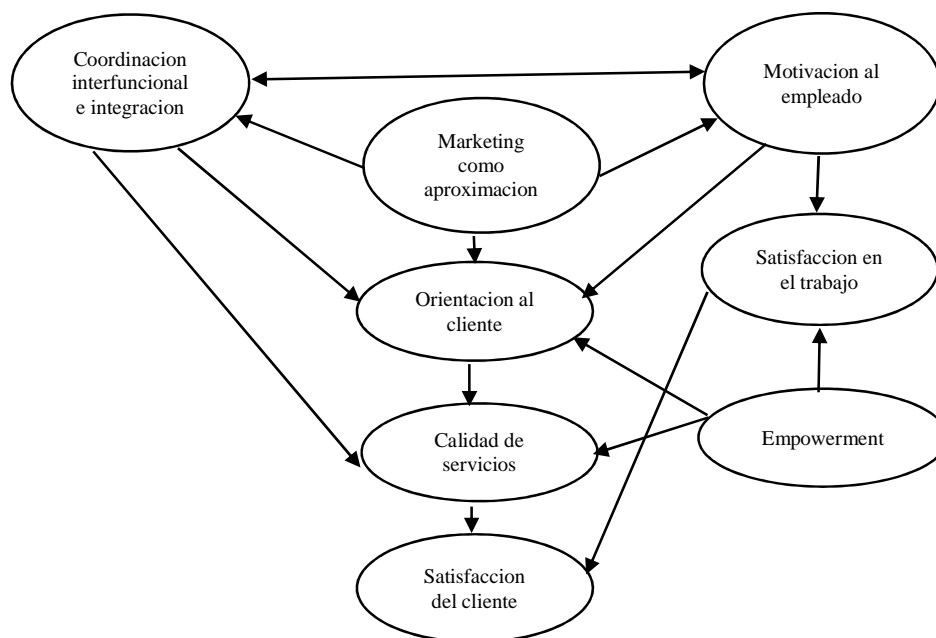 Coordinacion
interfuncional
e integracion
Motivacion al
empleado
Marketing
como
aproximacion
Satisfaccion en
el trabajo
Orientacion al
cliente
Calidad de
servicios
Empowerment
Satisfaccion
del cliente